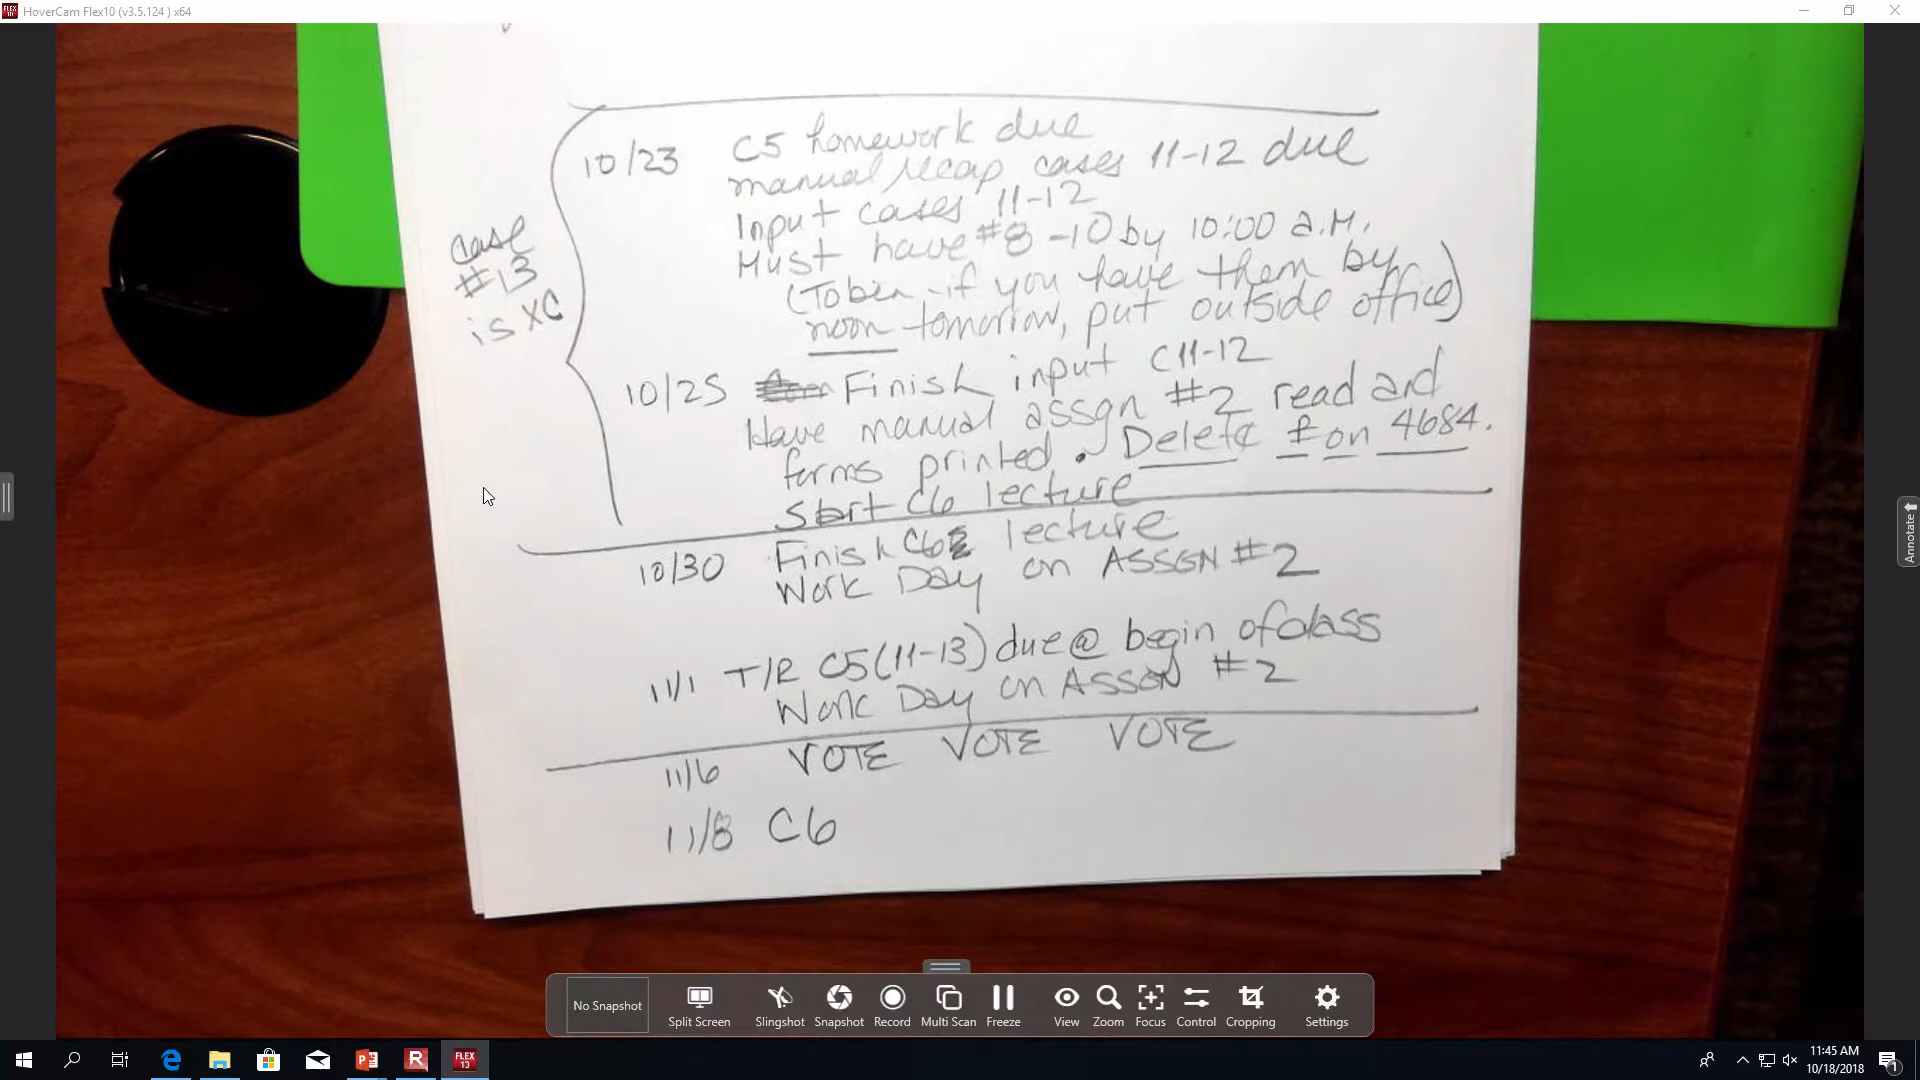 HoverCam Flex10 (v3.5.124 ) x64
10/23 C5 homework due
manual recap cases 11-12 due
Input cases 11-12
Must have #8-10 by 10:00 a.M.
(Tobin - if you have them by
noon tomorrow, put outside office)
case
#13
is XC
10/25 Finish input C11-12
Have manual assgn #2 read and
forms printed. Delete f on 4684.
Start C6 lecture
10/30 Finish C6 lecture
Work Day on ASSGN #2
11/1 T/R C5(11-13) due @ begin of class
Work Day on ASSGN #2
11/6 VOTE VOTE VOTE
11/8 C6
Annotate
No Snapshot
Split Screen
Slingshot
Snapshot
Record
Multi Scan
Freeze
View
Zoom
Focus
Control
Cropping
Settings
FLEX
10
11:45 AM
10/18/2018
1